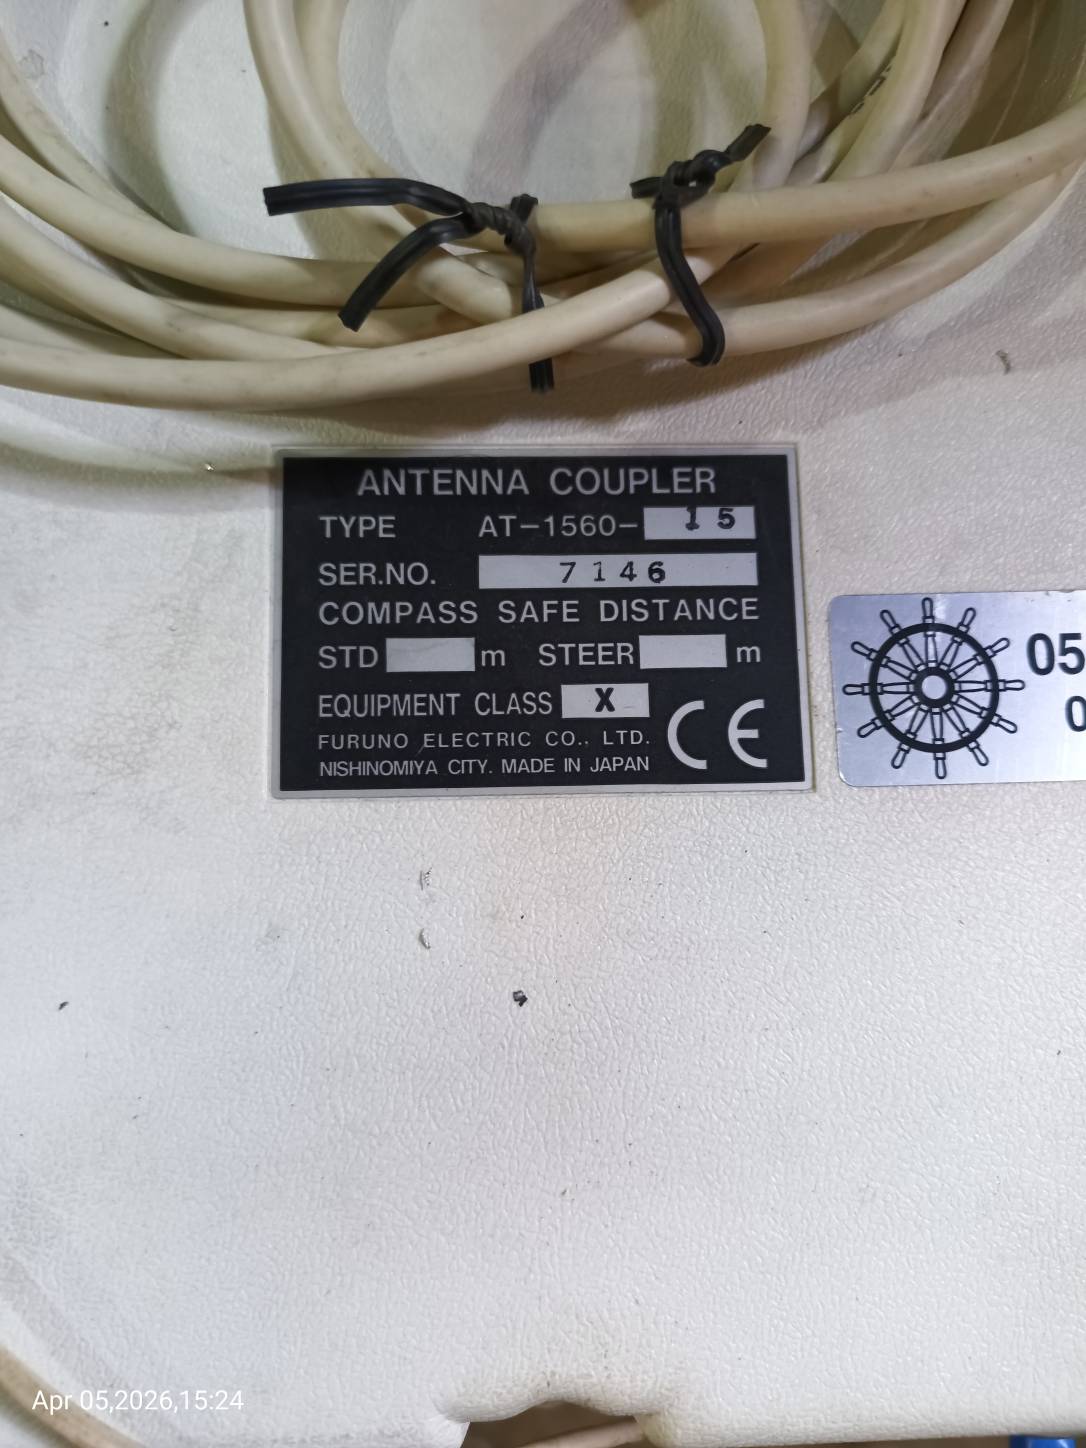 ANTENNA COUPLER
TYPE AT-1560- 15
SER.NO. 7146
COMPASS SAFE DISTANCE
STD m STEER m
EQUIPMENT CLASS X
FURUNO ELECTRIC CO., LTD.
NISHINOMIYA CITY. MADE IN JAPAN
CE
05
0
Apr 05,2026,15:24